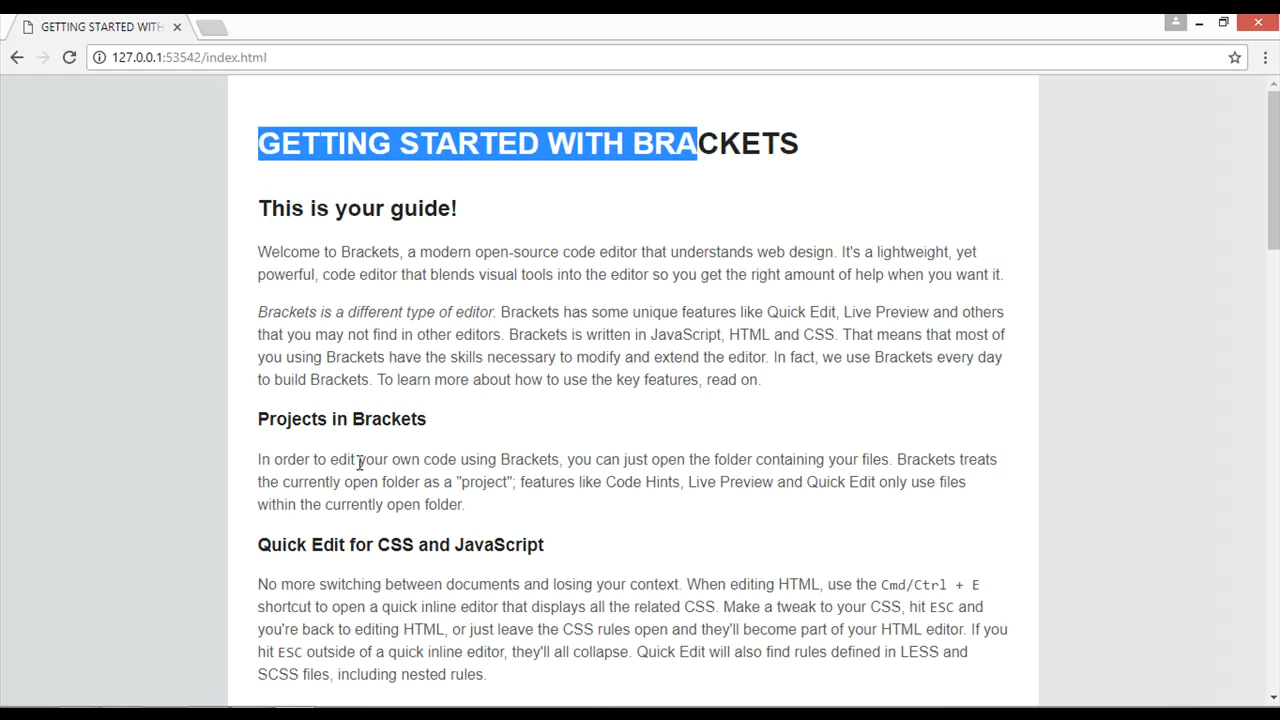 GETTING STARTED WITH
127.0.0.1:53542/index.html
GETTING STARTED WITH BRACKETS
This is your guide!
Welcome to Brackets, a modern open-source code editor that understands web design. It's a lightweight, yet
powerful, code editor that blends visual tools into the editor so you get the right amount of help when you want it.
Brackets is a different type of editor. Brackets has some unique features like Quick Edit, Live Preview and others
that you may not find in other editors. Brackets is written in JavaScript, HTML and CSS. That means that most of
you using Brackets have the skills necessary to modify and extend the editor. In fact, we use Brackets every day
to build Brackets. To learn more about how to use the key features, read on.
Projects in Brackets
In order to edit your own code using Brackets, you can just open the folder containing your files. Brackets treats
the currently open folder as a "project"; features like Code Hints, Live Preview and Quick Edit only use files
within the currently open folder.
Quick Edit for CSS and JavaScript
No more switching between documents and losing your context. When editing HTML, use the Cmd/Ctrl + E
shortcut to open a quick inline editor that displays all the related CSS. Make a tweak to your CSS, hit ESC and
you're back to editing HTML, or just leave the CSS rules open and they'll become part of your HTML editor. If you
hit ESC outside of a quick inline editor, they'll all collapse. Quick Edit will also find rules defined in LESS and
SCSS files, including nested rules.